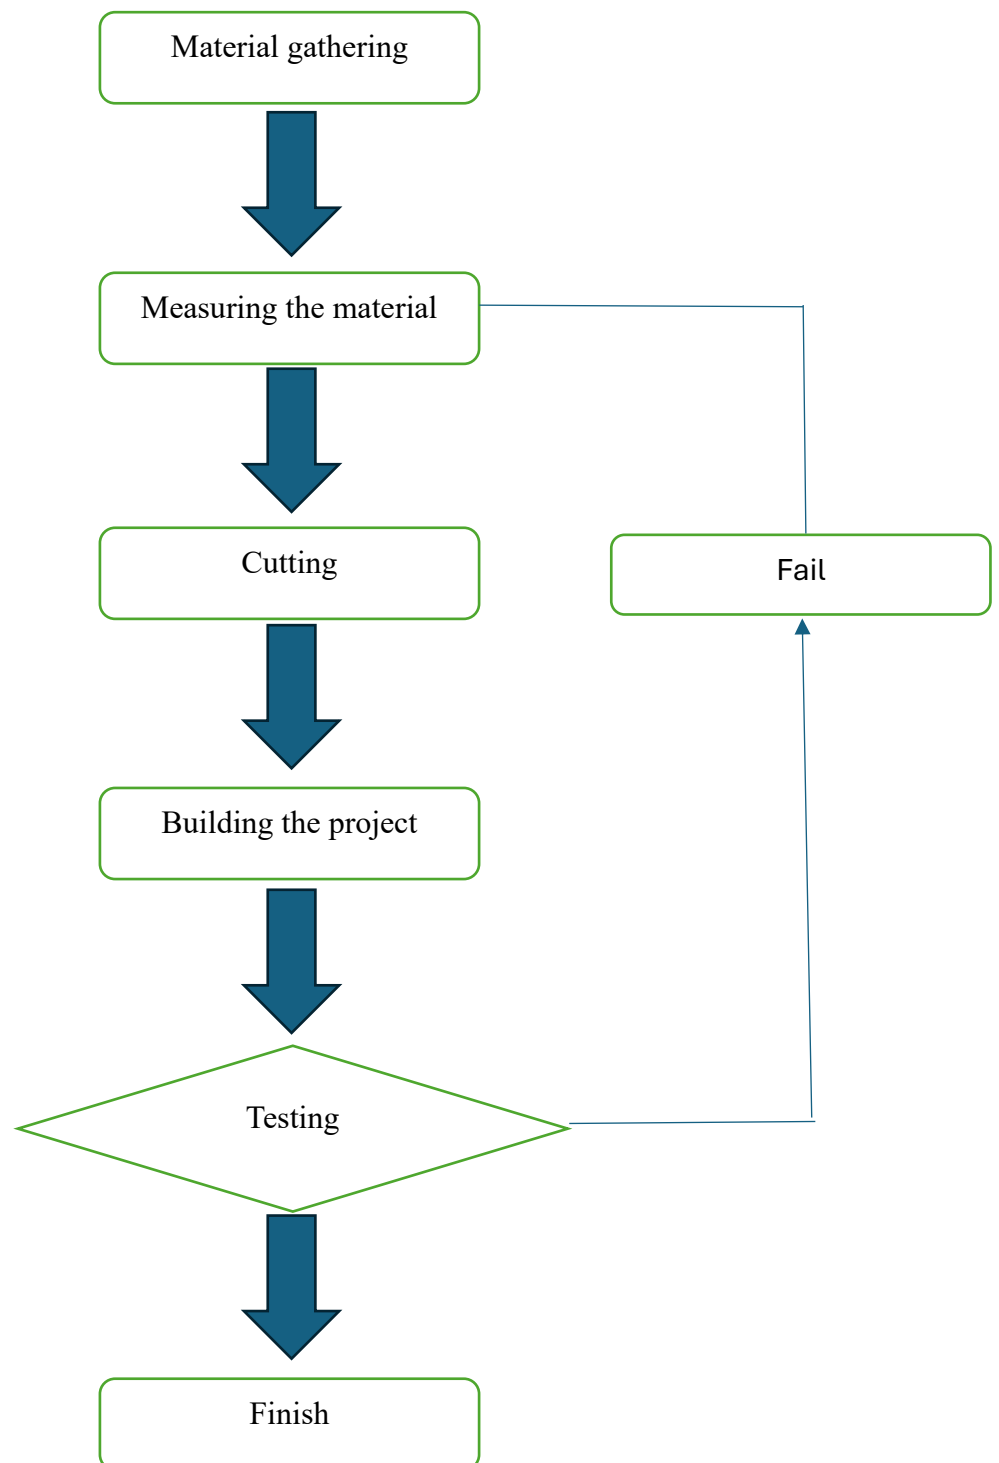 Material gathering
Measuring the material
Cutting
Fail
Building the project
Testing
Finish